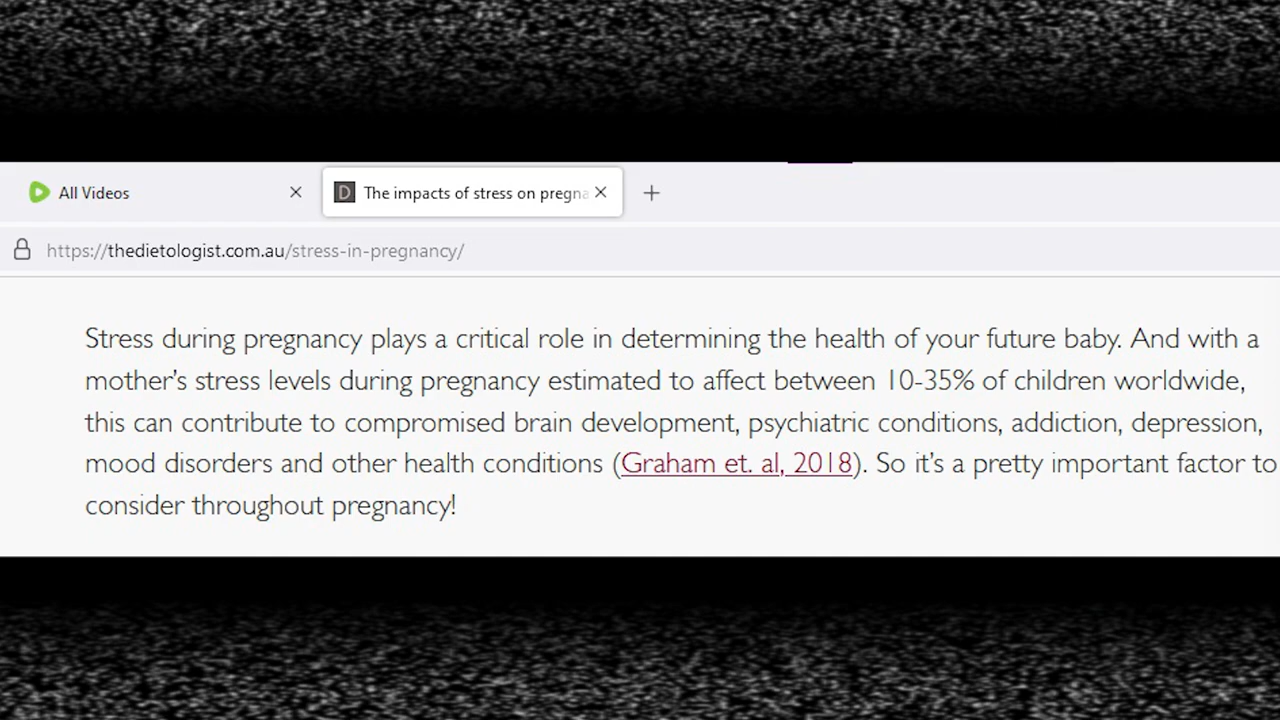 All Videos
The impacts of stress on pregna
https://thedietologist.com.au/stress-in-pregnancy/
Stress during pregnancy plays a critical role in determining the health of your future baby. And with a
mother’s stress levels during pregnancy estimated to affect between 10-35% of children worldwide,
this can contribute to compromised brain development, psychiatric conditions, addiction, depression,
mood disorders and other health conditions (Graham et. al, 2018). So it’s a pretty important factor to
consider throughout pregnancy!